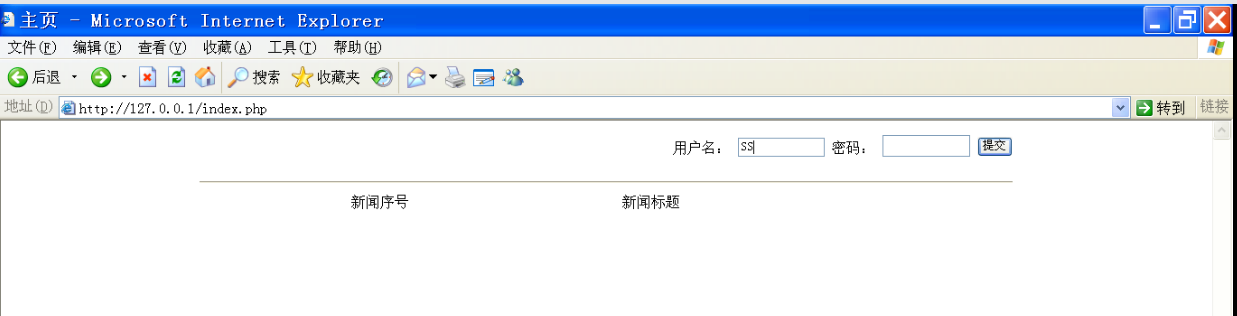 主页 - Microsoft Internet Explorer
文件(F) 编辑(E) 查看(V) 收藏(A) 工具(T) 帮助(H)
后退 搜索 收藏夹
地址(D) http://127.0.0.1/index.php 转到 链接
用户名： SS 密码： 提交
新闻序号 新闻标题